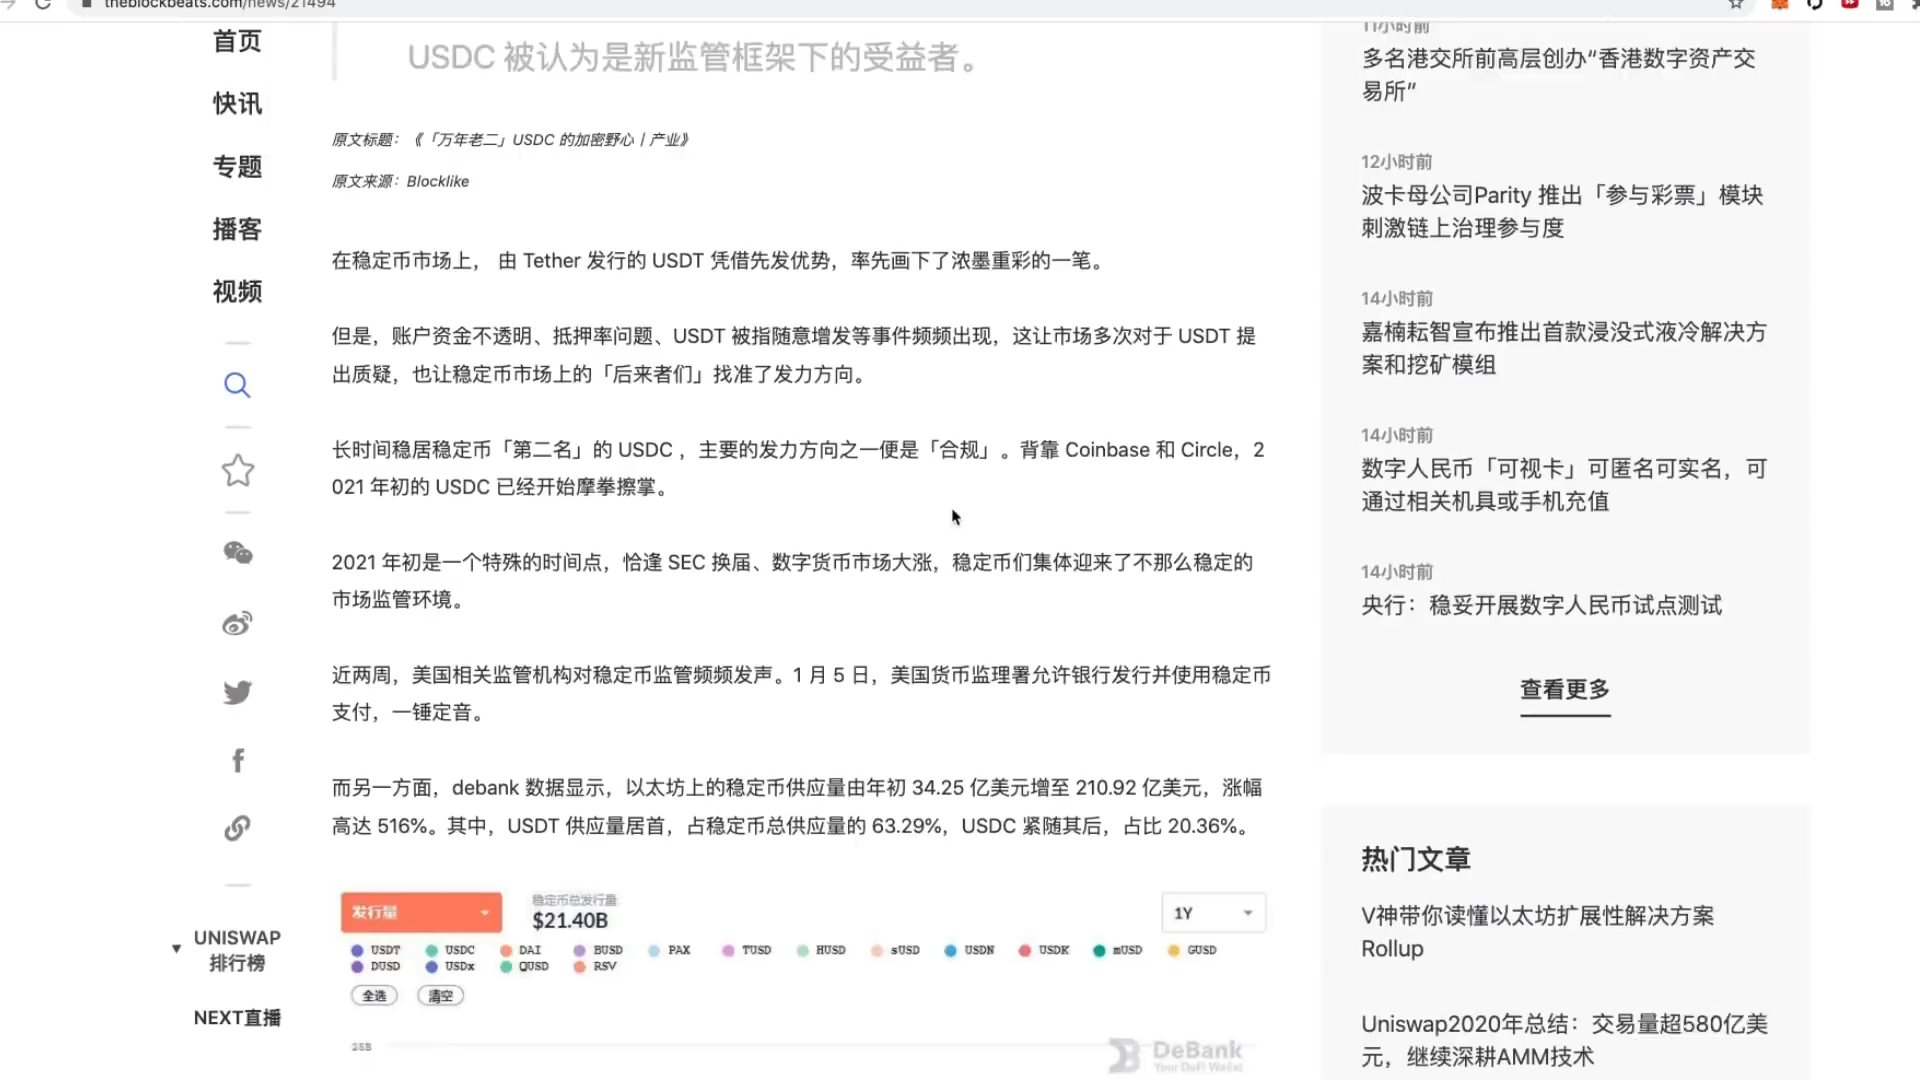 theblockbeats.com/news/21494
首页
快讯
专题
播客
视频
UNISWAP
排行榜
NEXT直播
USDC 被认为是新监管框架下的受益者。
原文标题：《「万年老二」USDC 的加密野心丨产业》
原文来源：Blocklike
在稳定币市场上， 由 Tether 发行的 USDT 凭借先发优势，率先画下了浓墨重彩的一笔。
但是，账户资金不透明、抵押率问题、USDT 被指随意增发等事件频频出现，这让市场多次对于 USDT 提
出质疑，也让稳定币市场上的「后来者们」找准了发力方向。
长时间稳居稳定币「第二名」的 USDC ，主要的发力方向之一便是「合规」。背靠 Coinbase 和 Circle，2
021 年初的 USDC 已经开始摩拳擦掌。
2021 年初是一个特殊的时间点，恰逢 SEC 换届、数字货币市场大涨，稳定币们集体迎来了不那么稳定的
市场监管环境。
近两周，美国相关监管机构对稳定币监管频频发声。1 月 5 日，美国货币监理署允许银行发行并使用稳定币
支付，一锤定音。
而另一方面，debank 数据显示，以太坊上的稳定币供应量由年初 34.25 亿美元增至 210.92 亿美元，涨幅
高达 516%。其中，USDT 供应量居首，占稳定币总供应量的 63.29%，USDC 紧随其后，占比 20.36%。
发行量
稳定币总发行量
$21.40B
1Y
USDT USDC DAI BUSD PAX TUSD HUSD sUSD USDN USDK mUSD GUSD
DUSD USDx QUSD RSV
全选 清空
25B
DeBank
Your DeFi Wallet
11小时前
多名港交所前高层创办“香港数字资产交
易所”
12小时前
波卡母公司Parity 推出「参与彩票」模块
刺激链上治理参与度
14小时前
嘉楠耘智宣布推出首款浸没式液冷解决方
案和挖矿模组
14小时前
数字人民币「可视卡」可匿名可实名，可
通过相关机具或手机充值
14小时前
央行：稳妥开展数字人民币试点测试
查看更多
热门文章
V神带你读懂以太坊扩展性解决方案
Rollup
Uniswap2020年总结：交易量超580亿美
元，继续深耕AMM技术